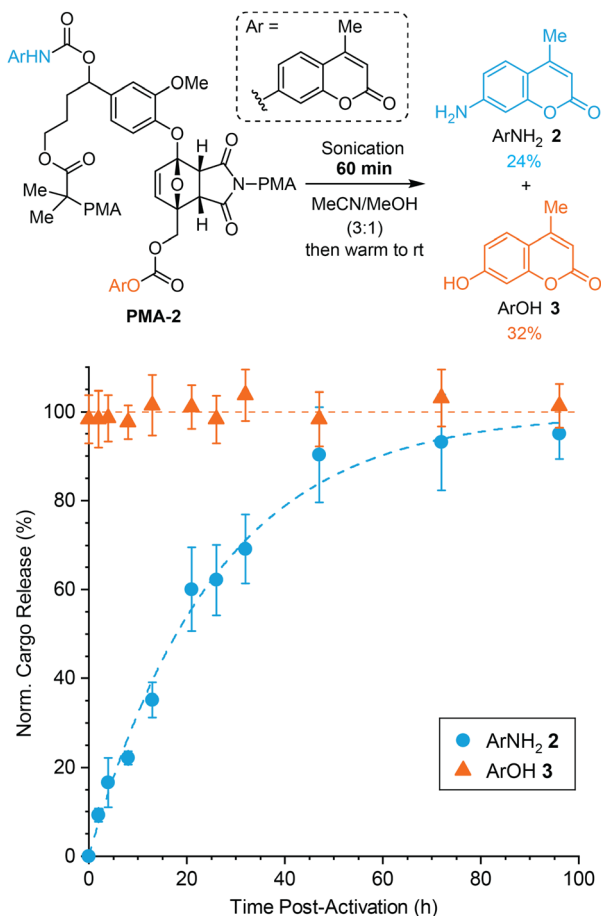 O
O
ArHN
OMe
O
O
O
Me
Me
PMA
O
O
H
H
O
N
PMA
O
O
O
ArO
PMA-2
Ar =
Me
O
O
Sonication
60 min
MeCN/MeOH
(3:1)
then warm to rt
Me
H2N
O
O
ArNH2 2
24%
+
Me
HO
O
O
ArOH 3
32%
Norm. Cargo Release (%)
100
80
60
40
20
0
0
20
40
60
80
100
Time Post-Activation (h)
ArNH2 2
ArOH 3